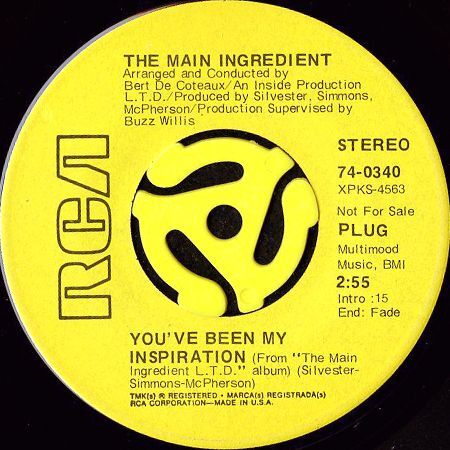 THE MAIN INGREDIENT
Arranged and Conducted by
Bert De Coteaux/An Inside Production
L.T.D./Produced by Silvester, Simmons,
McPherson/Production Supervised by
Buzz Willis
RCA
STEREO
74-0340
XPKS-4563
Not For Sale
PLUG
Multimood
Music, BMI
2:55
Intro :15
End: Fade
YOU'VE BEEN MY
INSPIRATION (From "The Main
Ingredient L.T.D." album) (Silvester-
Simmons-McPherson)
TMK(s) ® REGISTERED • MARCA(s) REGISTRADA(s)
RCA CORPORATION—MADE IN U.S.A.